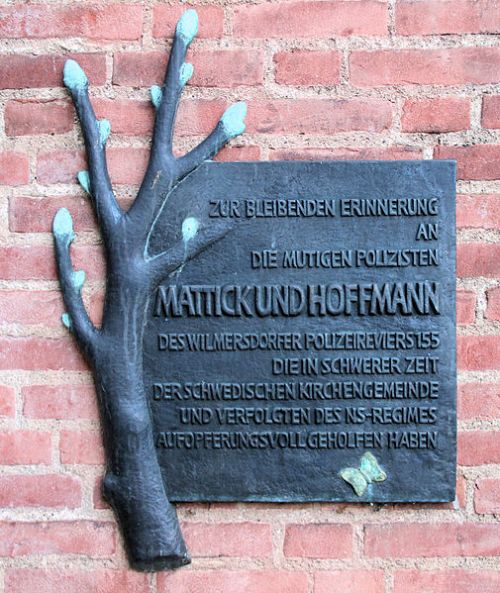 ZUR BLEIBENDEN ERINNERUNG
AN
DIE MUTIGEN POLIZISTEN
MATTICK UND HOFFMANN
DES WILMERSDORFER POLIZEIREVIERS 155
DIE IN SCHWERER ZEIT
DER SCHWEDISCHEN KIRCHENGEMEINDE
UND VERFOLGTEN DES NS-REGIMES
AUFOPFERUNGSVOLL GEHOLFEN HABEN